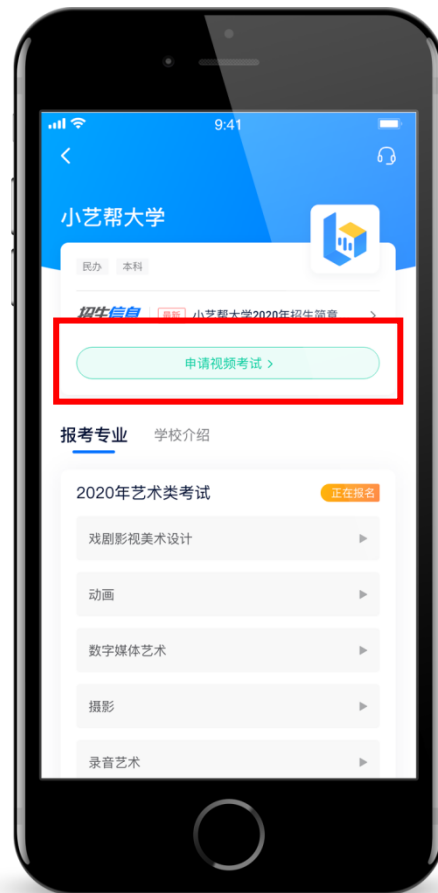 9:41
小艺帮大学
民办 本科
招生信息 最新 小艺帮大学2020年招生简章
申请视频考试
报考专业 学校介绍
2020年艺术类考试 正在报名
戏剧影视美术设计
动画
数字媒体艺术
摄影
录音艺术